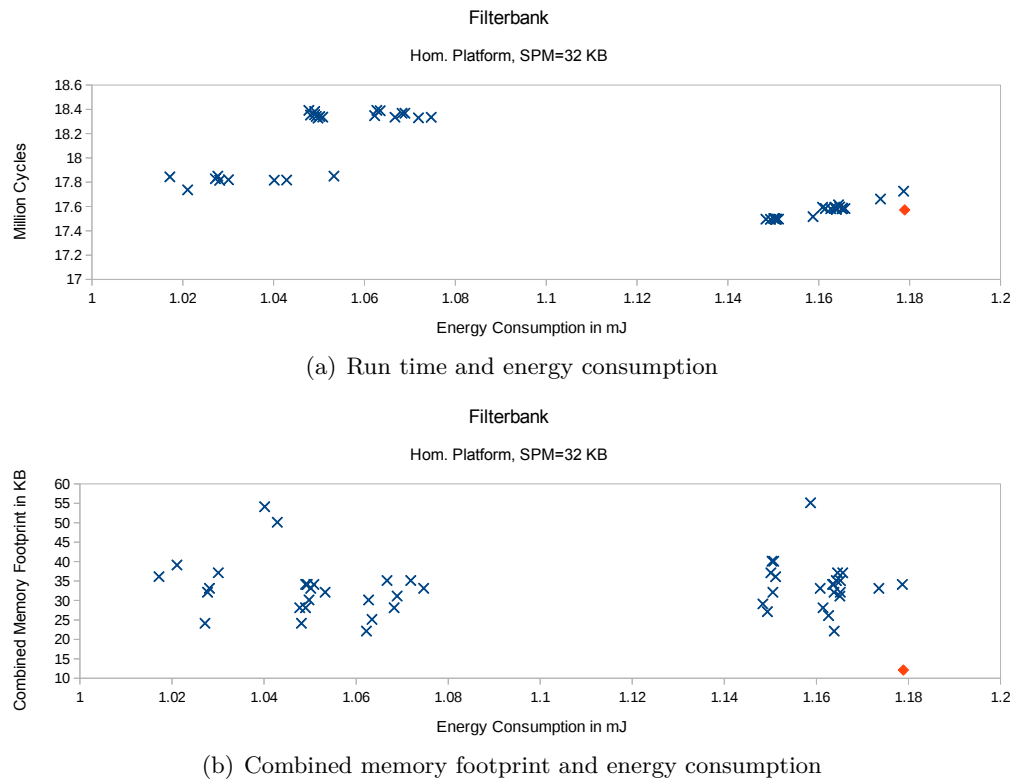 Filterbank
Hom. Platform, SPM=32 KB
Million Cycles
18.6
18.4
18.2
18
17.8
17.6
17.4
17.2
17
1 1.02 1.04 1.06 1.08 1.1 1.12 1.14 1.16 1.18 1.2
Energy Consumption in mJ
(a) Run time and energy consumption
Filterbank
Hom. Platform, SPM=32 KB
Combined Memory Footprint in KB
60
55
50
45
40
35
30
25
20
15
10
1 1.02 1.04 1.06 1.08 1.1 1.12 1.14 1.16 1.18 1.2
Energy Consumption in mJ
(b) Combined memory footprint and energy consumption